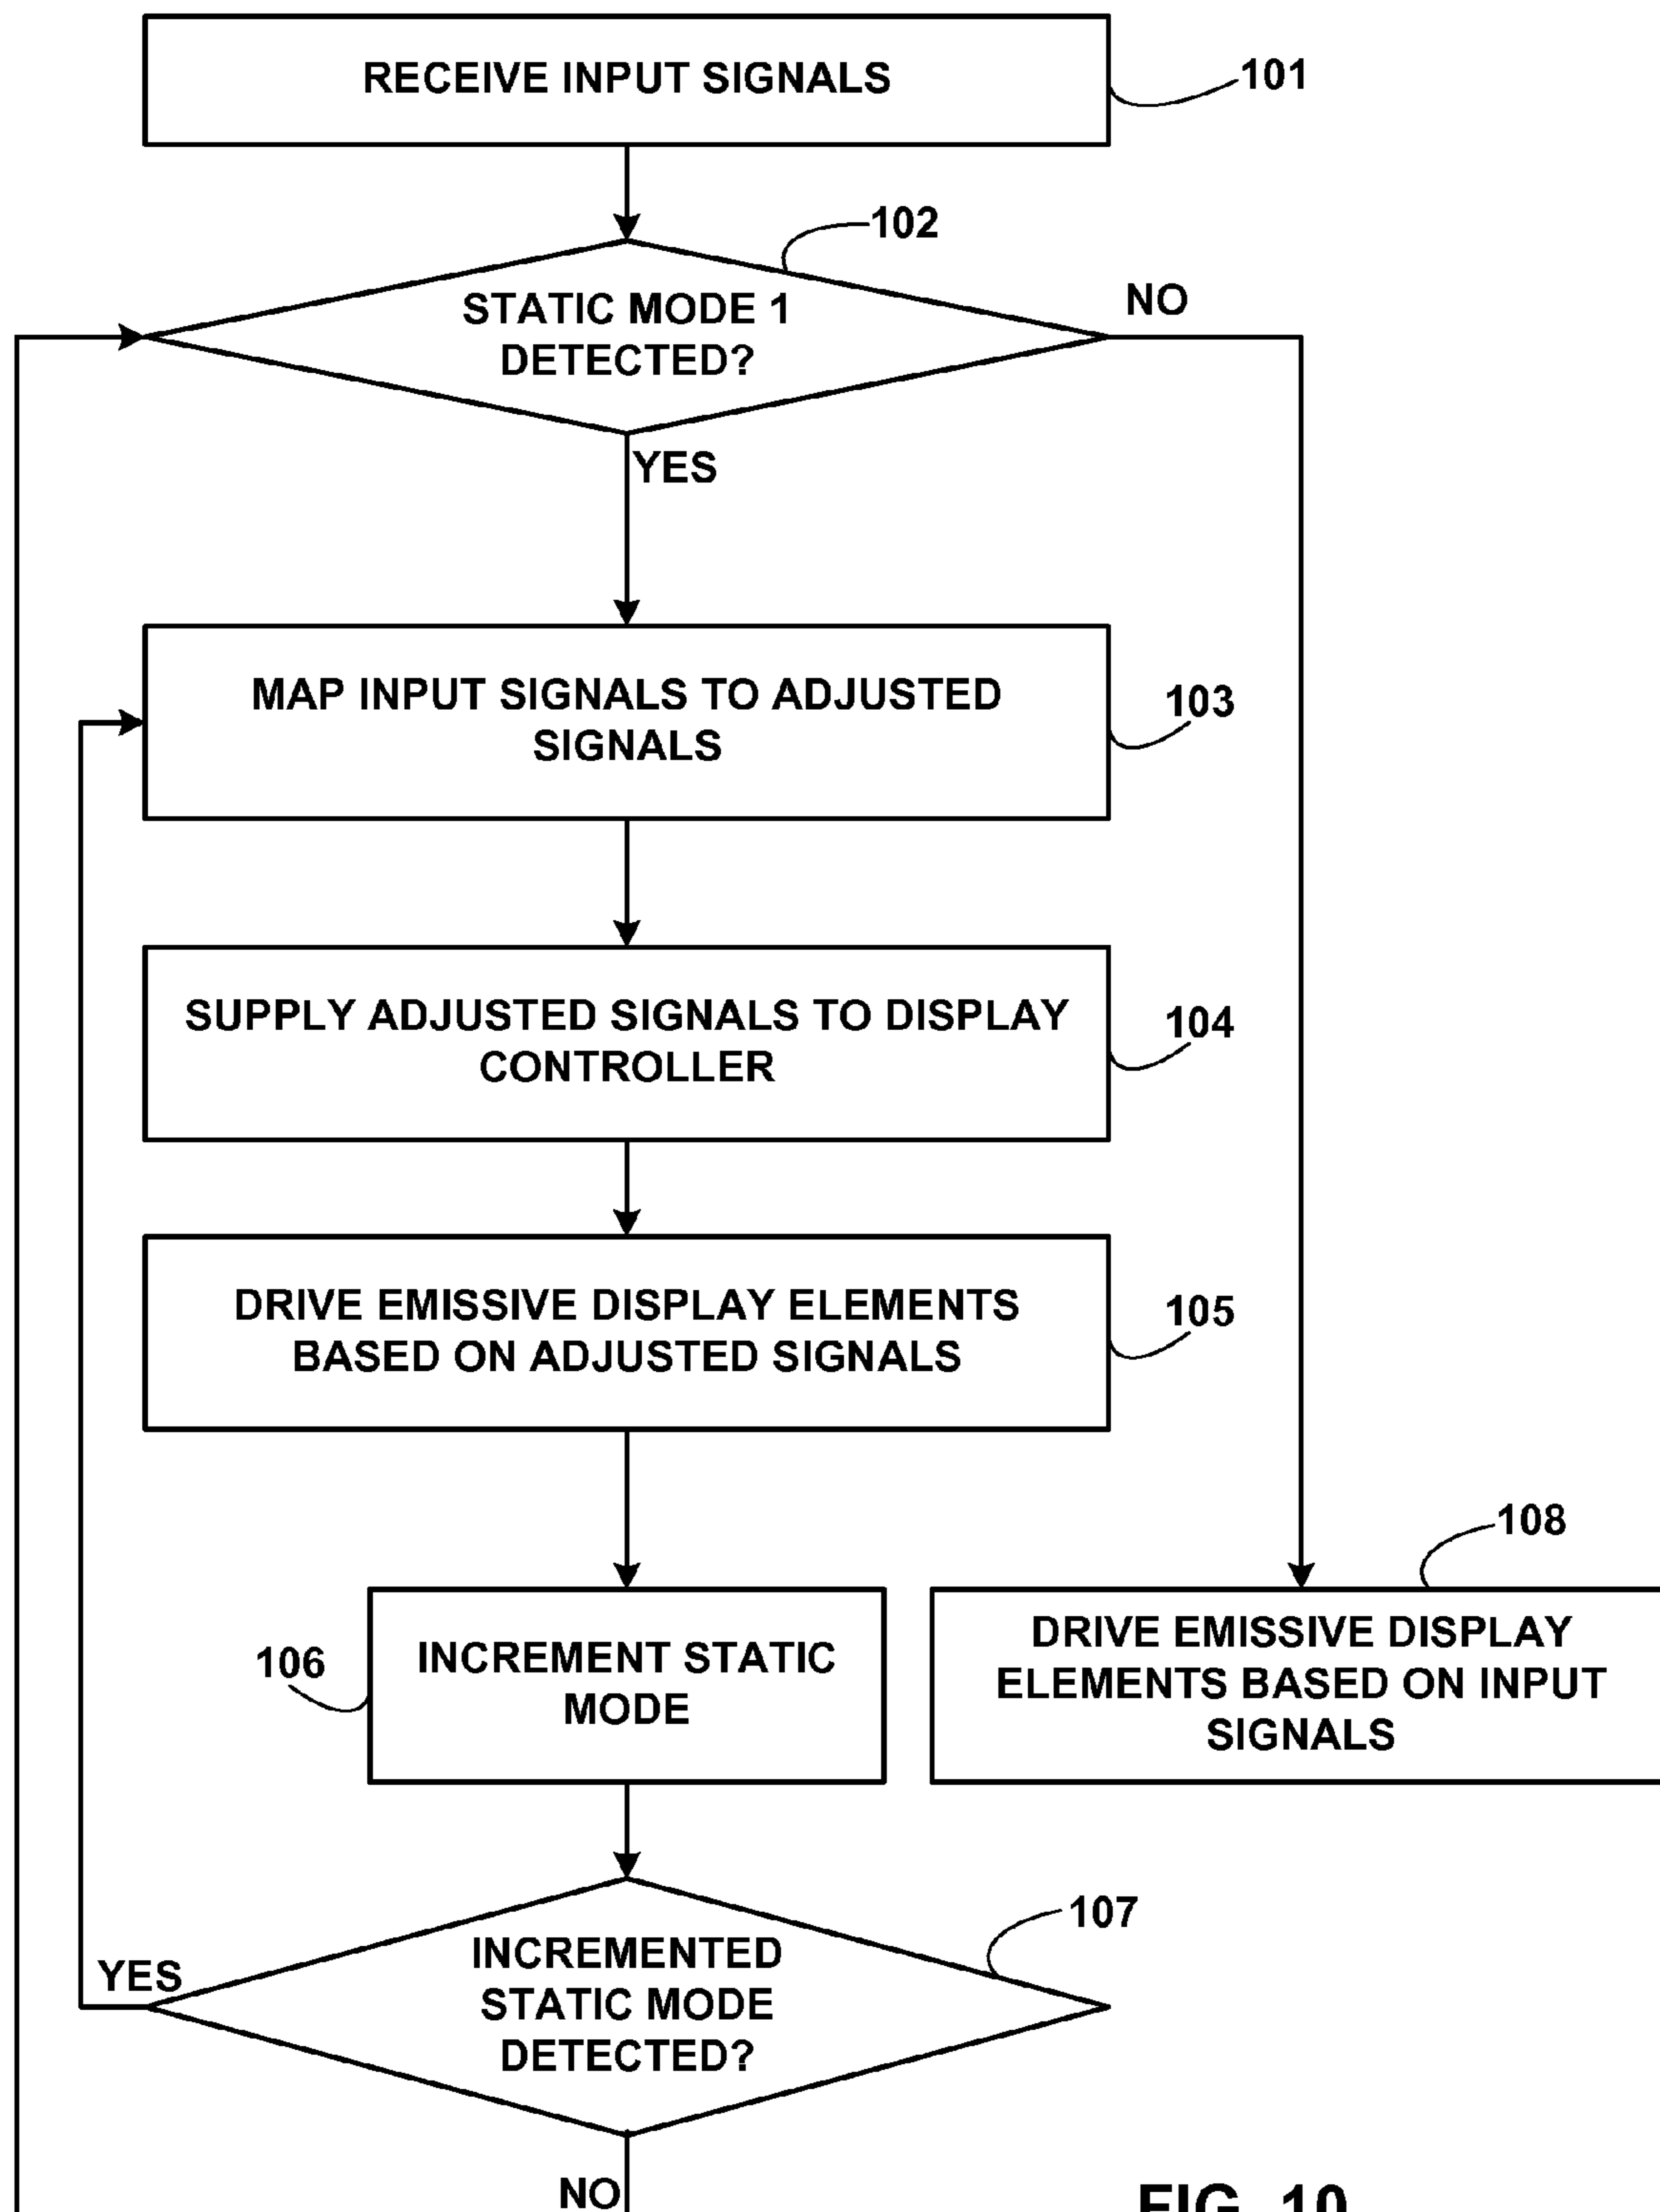 RECEIVE INPUT SIGNALS
101
102
STATIC MODE 1
DETECTED?
NO
YES
MAP INPUT SIGNALS TO ADJUSTED
SIGNALS
103
SUPPLY ADJUSTED SIGNALS TO DISPLAY
CONTROLLER
104
DRIVE EMISSIVE DISPLAY ELEMENTS
BASED ON ADJUSTED SIGNALS
105
106
INCREMENT STATIC
MODE
108
DRIVE EMISSIVE DISPLAY
ELEMENTS BASED ON INPUT
SIGNALS
107
YES
INCREMENTED
STATIC MODE
DETECTED?
NO
FIG. 10